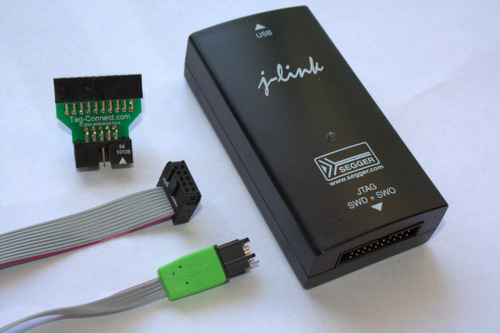 USB
j-link
SEGGER
www.segger.com
JTAG
SWD + SWO
Tag-Connect.com